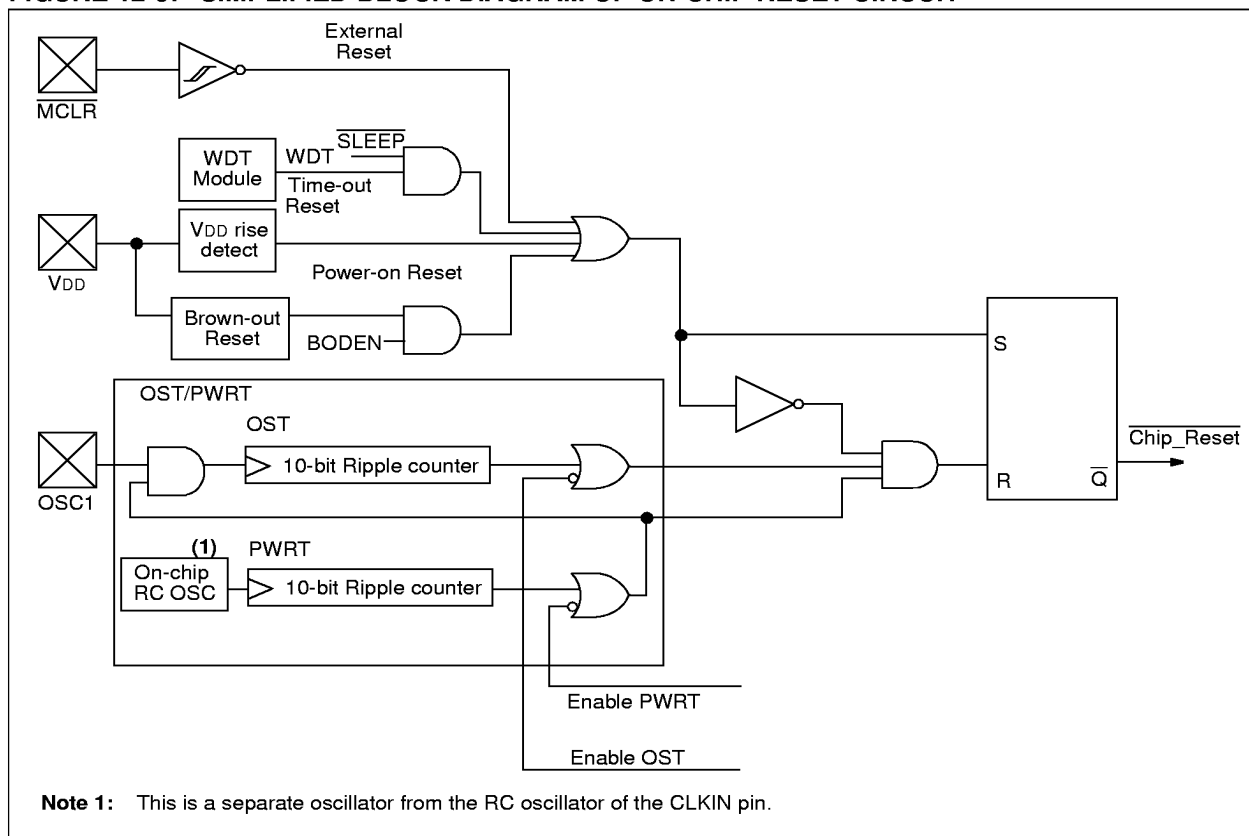 External
Reset
MCLR
SLEEP
WDT
Module
WDT
Time-out
Reset
VDD rise
detect
VDD
Power-on Reset
Brown-out
Reset
BODEN
S
OST/PWRT
OST
10-bit Ripple counter
Chip_Reset
OSC1
R
Q
(1)
PWRT
On-chip
RC OSC
10-bit Ripple counter
Enable PWRT
Enable OST
Note 1: This is a separate oscillator from the RC oscillator of the CLKIN pin.